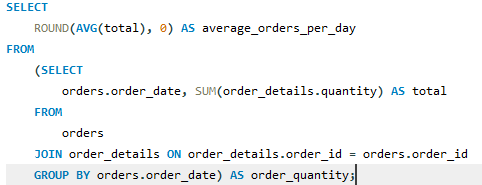 SELECT
ROUND(AVG(total), 0) AS average_orders_per_day
FROM
(SELECT
orders.order_date, SUM(order_details.quantity) AS total
FROM
orders
JOIN order_details ON order_details.order_id = orders.order_id
GROUP BY orders.order_date) AS order_quantity;